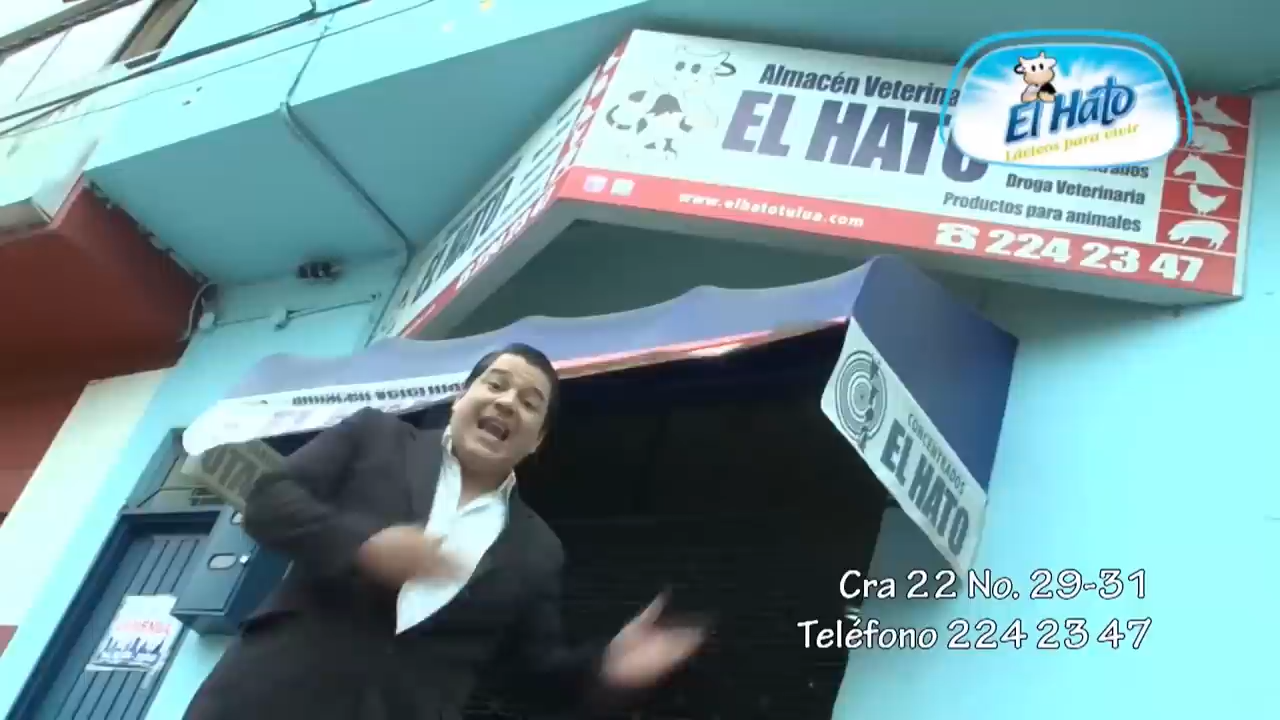 Almacén Veterina
EL HATO
Droga Veterinaria
Productos para animales
www.elhatotulua.com
☎ 224 23 47
El Hato
Lácteos para vivir
CONCENTRADOS
EL HATO
Cra 22 No. 29-31
Teléfono 224 23 47